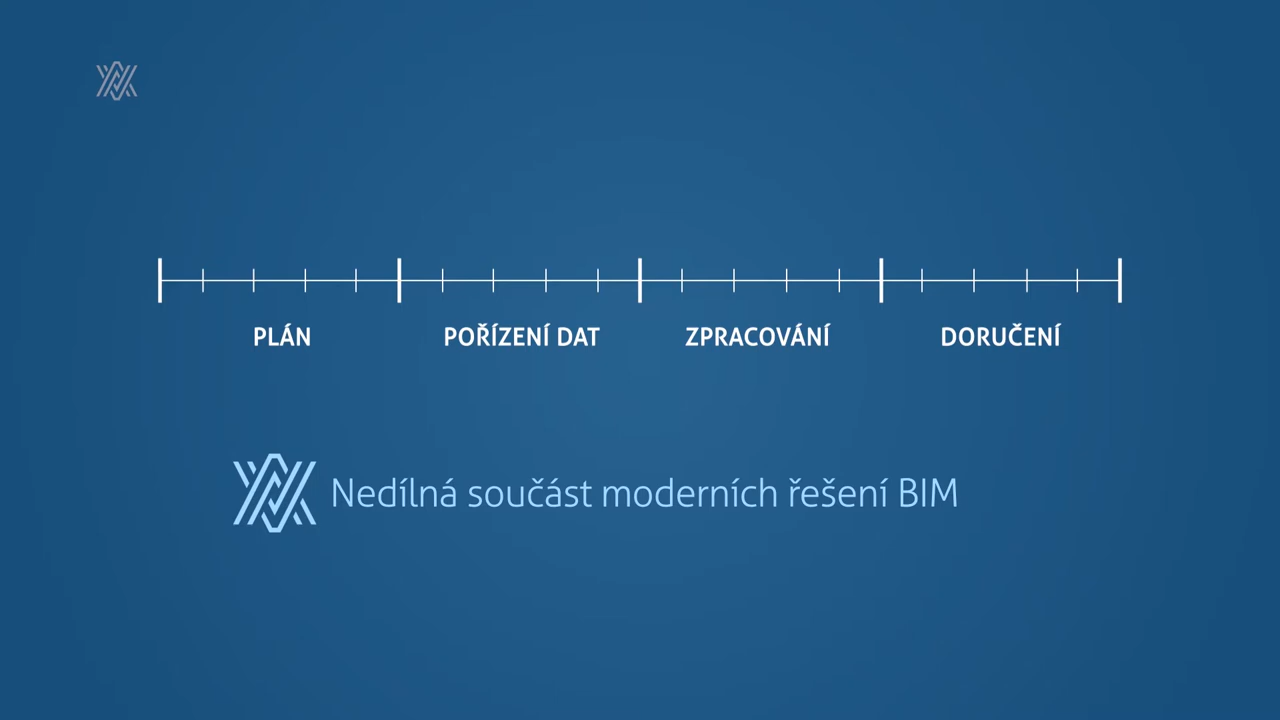 PLÁN POŘÍZENÍ DAT ZPRACOVÁNÍ DORUČENÍ
Nedílná součást moderních řešení BIM